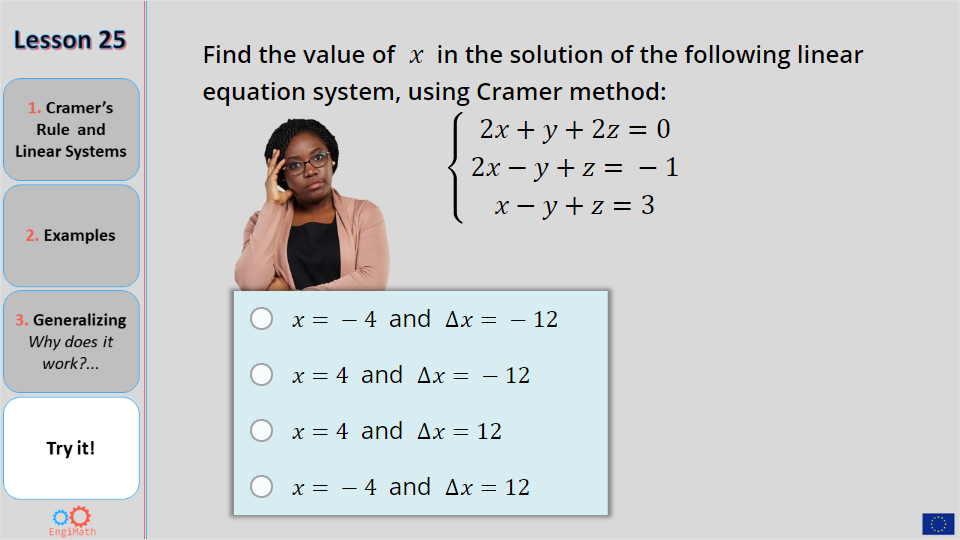 Lesson 25
1. Cramer’s
Rule and
Linear Systems
2. Examples
3. Generalizing
Why does it
work?...
Try it!
EngiMath
Find the value of x in the solution of the following linear
equation system, using Cramer method:
2x + y + 2z = 0
2x − y + z = − 1
x − y + z = 3
x = − 4 and Δx = − 12
x = 4 and Δx = − 12
x = 4 and Δx = 12
x = − 4 and Δx = 12